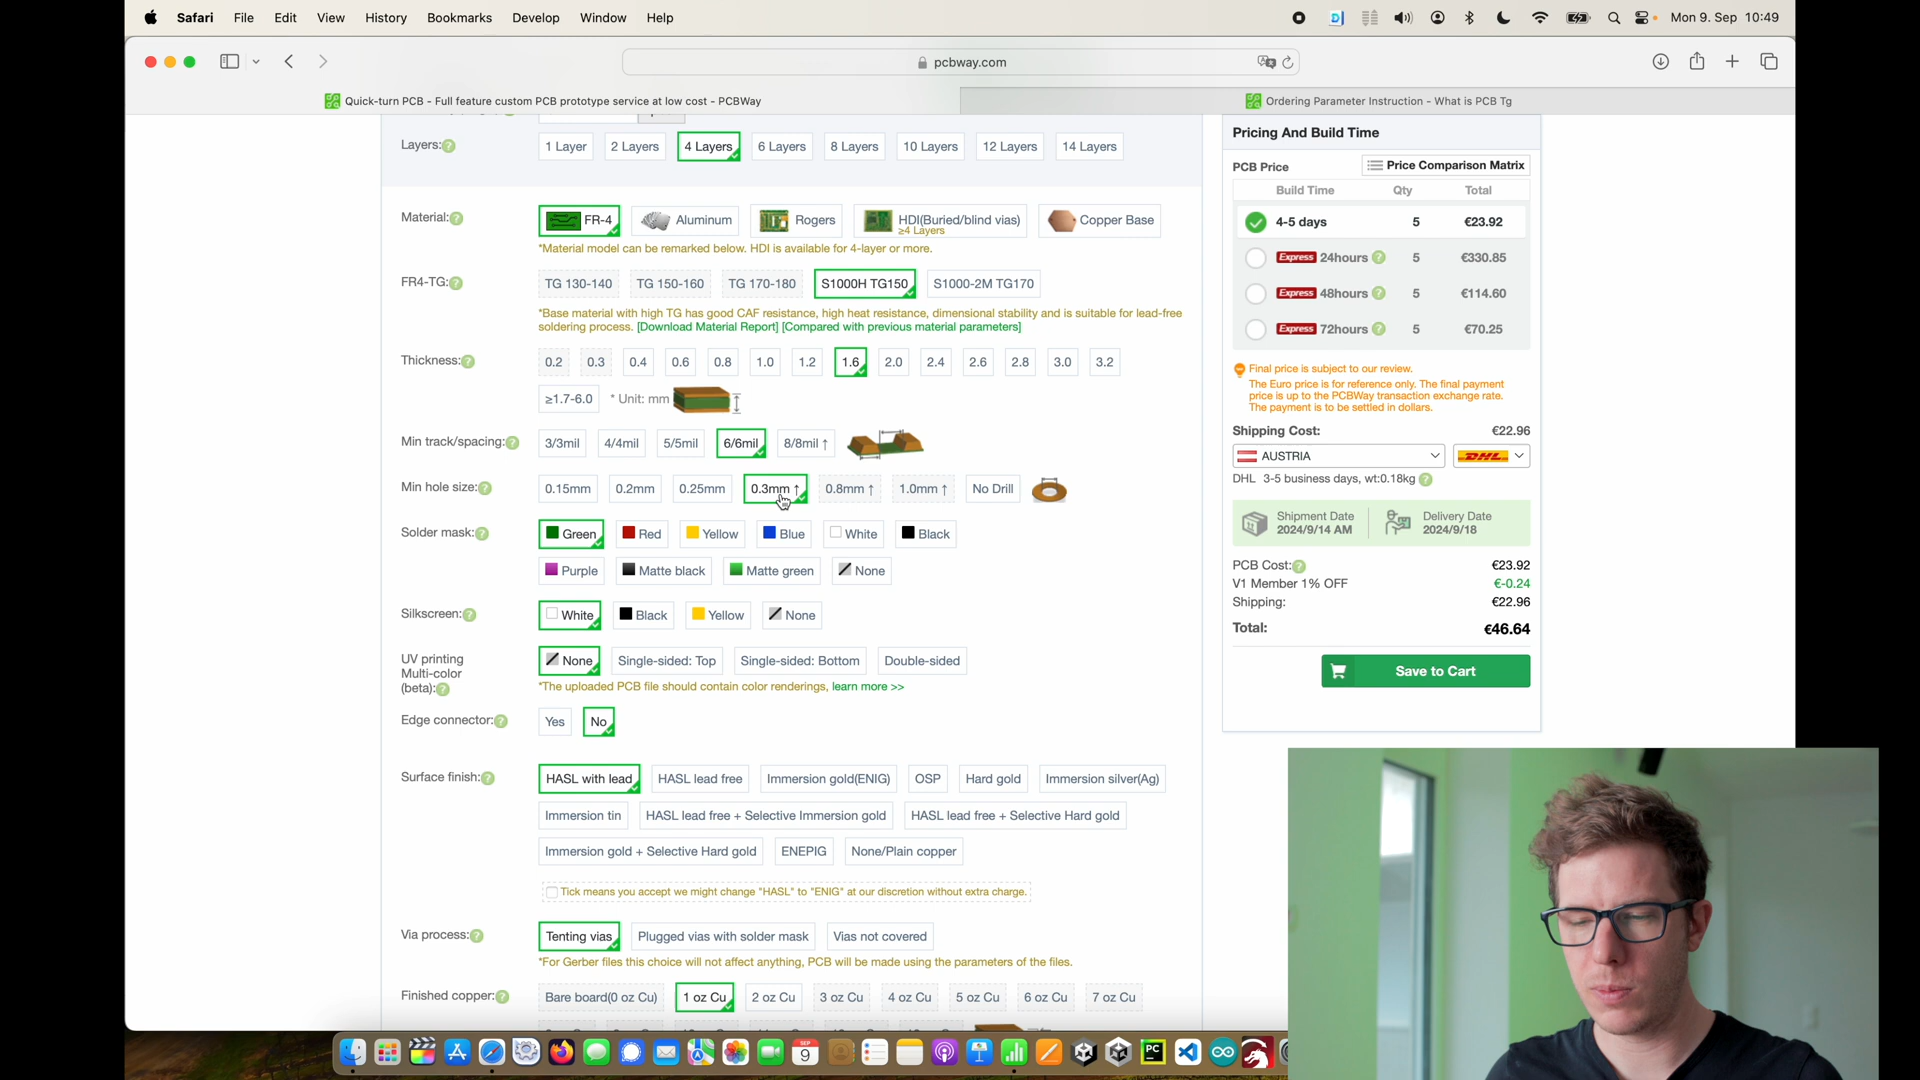 Safari File Edit View History Bookmarks Develop Window Help
Mon 9. Sep 10:49
pcbway.com
Quick-turn PCB - Full feature custom PCB prototype service at low cost - PCBWay
Ordering Parameter Instruction - What is PCB Tg
Layers: 1 Layer 2 Layers 4 Layers 6 Layers 8 Layers 10 Layers 12 Layers 14 Layers
Material: FR-4 Aluminum Rogers HDI(Buried/blind vias) Copper Base
≥4 Layers
*Material model can be remarked below. HDI is available for 4-layer or more.
FR4-TG: TG 130-140 TG 150-160 TG 170-180 S1000H TG150 S1000-2M TG170
*Base material with high TG has good CAF resistance, high heat resistance, dimensional stability and is suitable for lead-free
soldering process. [Download Material Report] [Compared with previous material parameters]
Thickness: 0.2 0.3 0.4 0.6 0.8 1.0 1.2 1.6 2.0 2.4 2.6 2.8 3.0 3.2
≥1.7-6.0 * Unit: mm
Min track/spacing: 3/3mil 4/4mil 5/5mil 6/6mil 8/8mil ↑
Min hole size: 0.15mm 0.2mm 0.25mm 0.3mm ↑ 0.8mm ↑ 1.0mm ↑ No Drill
Solder mask: Green Red Yellow Blue White Black
Purple Matte black Matte green None
Silkscreen: White Black Yellow None
UV printing
Multi-color
(beta): None Single-sided: Top Single-sided: Bottom Double-sided
*The uploaded PCB file should contain color renderings, learn more >>
Edge connector: Yes No
Surface finish: HASL with lead HASL lead free Immersion gold(ENIG) OSP Hard gold Immersion silver(Ag)
Immersion tin HASL lead free + Selective Immersion gold HASL lead free + Selective Hard gold
Immersion gold + Selective Hard gold ENEPIG None/Plain copper
Tick means you accept we might change "HASL" to "ENIG" at our discretion without extra charge.
Via process: Tenting vias Plugged vias with solder mask Vias not covered
*For Gerber files this choice will not affect anything, PCB will be made using the parameters of the files.
Finished copper: Bare board(0 oz Cu) 1 oz Cu 2 oz Cu 3 oz Cu 4 oz Cu 5 oz Cu 6 oz Cu 7 oz Cu
Pricing And Build Time
PCB Price Price Comparison Matrix
Build Time Qty Total
4-5 days 5 €23.92
Express 24hours 5 €330.85
Express 48hours 5 €114.60
Express 72hours 5 €70.25
Final price is subject to our review.
The Euro price is for reference only. The final payment
price is up to the PCBWay transaction exchange rate.
The payment is to be settled in dollars.
Shipping Cost: €22.96
AUSTRIA DHL
DHL 3-5 business days, wt:0.18kg
Shipment Date Delivery Date
2024/9/14 AM 2024/9/18
PCB Cost: €23.92
V1 Member 1% OFF €-0.24
Shipping: €22.96
Total: €46.64
Save to Cart
SEP
9
PC